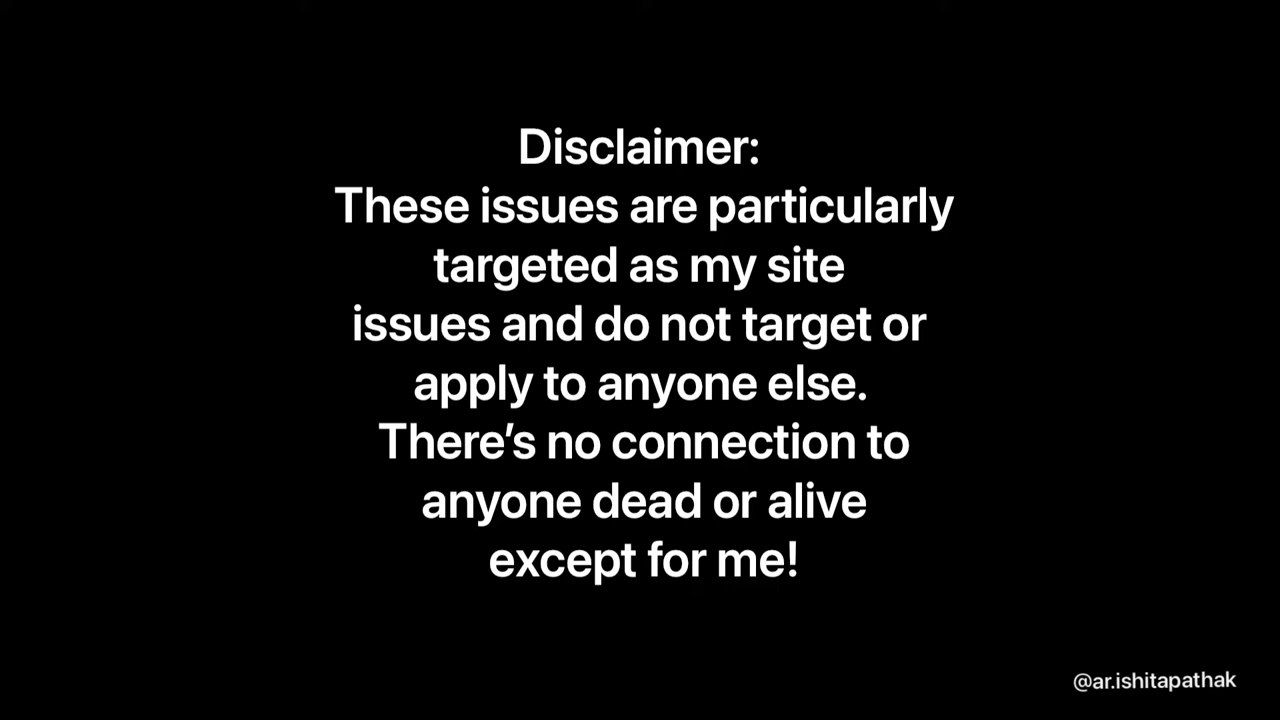 Disclaimer:
These issues are particularly
targeted as my site
issues and do not target or
apply to anyone else.
There’s no connection to
anyone dead or alive
except for me!
@ar.ishitapathak